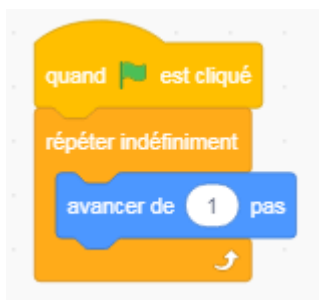 quand est cliqué
répéter indéfiniment
avancer de 1 pas